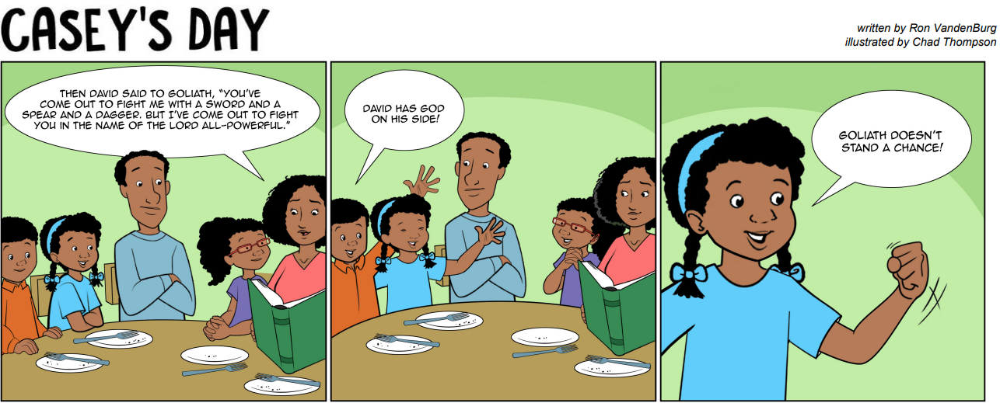 CASEY'S DAY
written by Ron VandenBurg
illustrated by Chad Thompson
THEN DAVID SAID TO GOLIATH, “YOU’VE
COME OUT TO FIGHT ME WITH A SWORD AND A
SPEAR AND A DAGGER. BUT I’VE COME OUT TO FIGHT
YOU IN THE NAME OF THE LORD ALL-POWERFUL.”
DAVID HAS GOD
ON HIS SIDE!
GOLIATH DOESN’T
STAND A CHANCE!